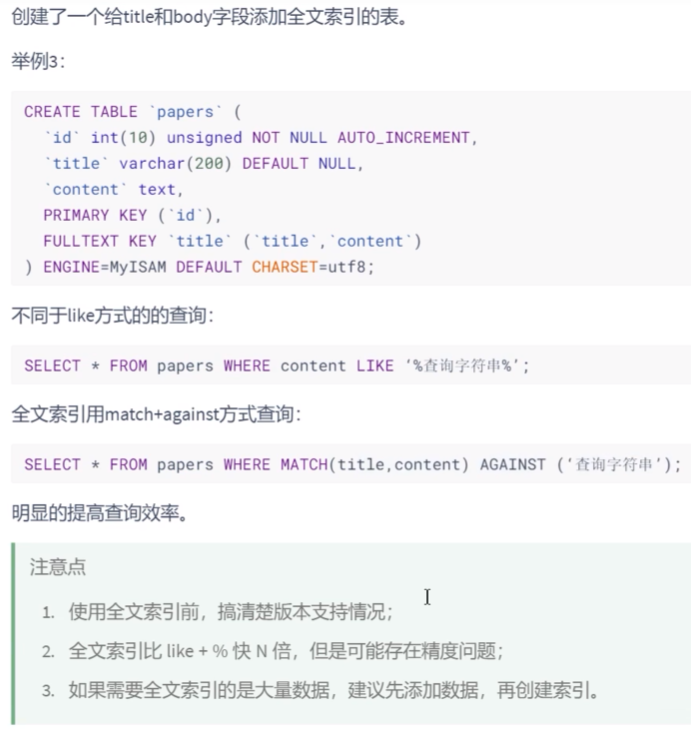 创建了一个给title和body字段添加全文索引的表。
举例3：
CREATE TABLE `papers` (
  `id` int(10) unsigned NOT NULL AUTO_INCREMENT,
  `title` varchar(200) DEFAULT NULL,
  `content` text,
  PRIMARY KEY (`id`),
  FULLTEXT KEY `title` (`title`,`content`)
) ENGINE=MyISAM DEFAULT CHARSET=utf8;
不同于like方式的的查询：
SELECT * FROM papers WHERE content LIKE ‘%查询字符串%’;
全文索引用match+against方式查询：
SELECT * FROM papers WHERE MATCH(title,content) AGAINST (‘查询字符串’);
明显的提高查询效率。
注意点
1. 使用全文索引前，搞清楚版本支持情况；
2. 全文索引比 like + % 快 N 倍，但是可能存在精度问题；
3. 如果需要全文索引的是大量数据，建议先添加数据，再创建索引。